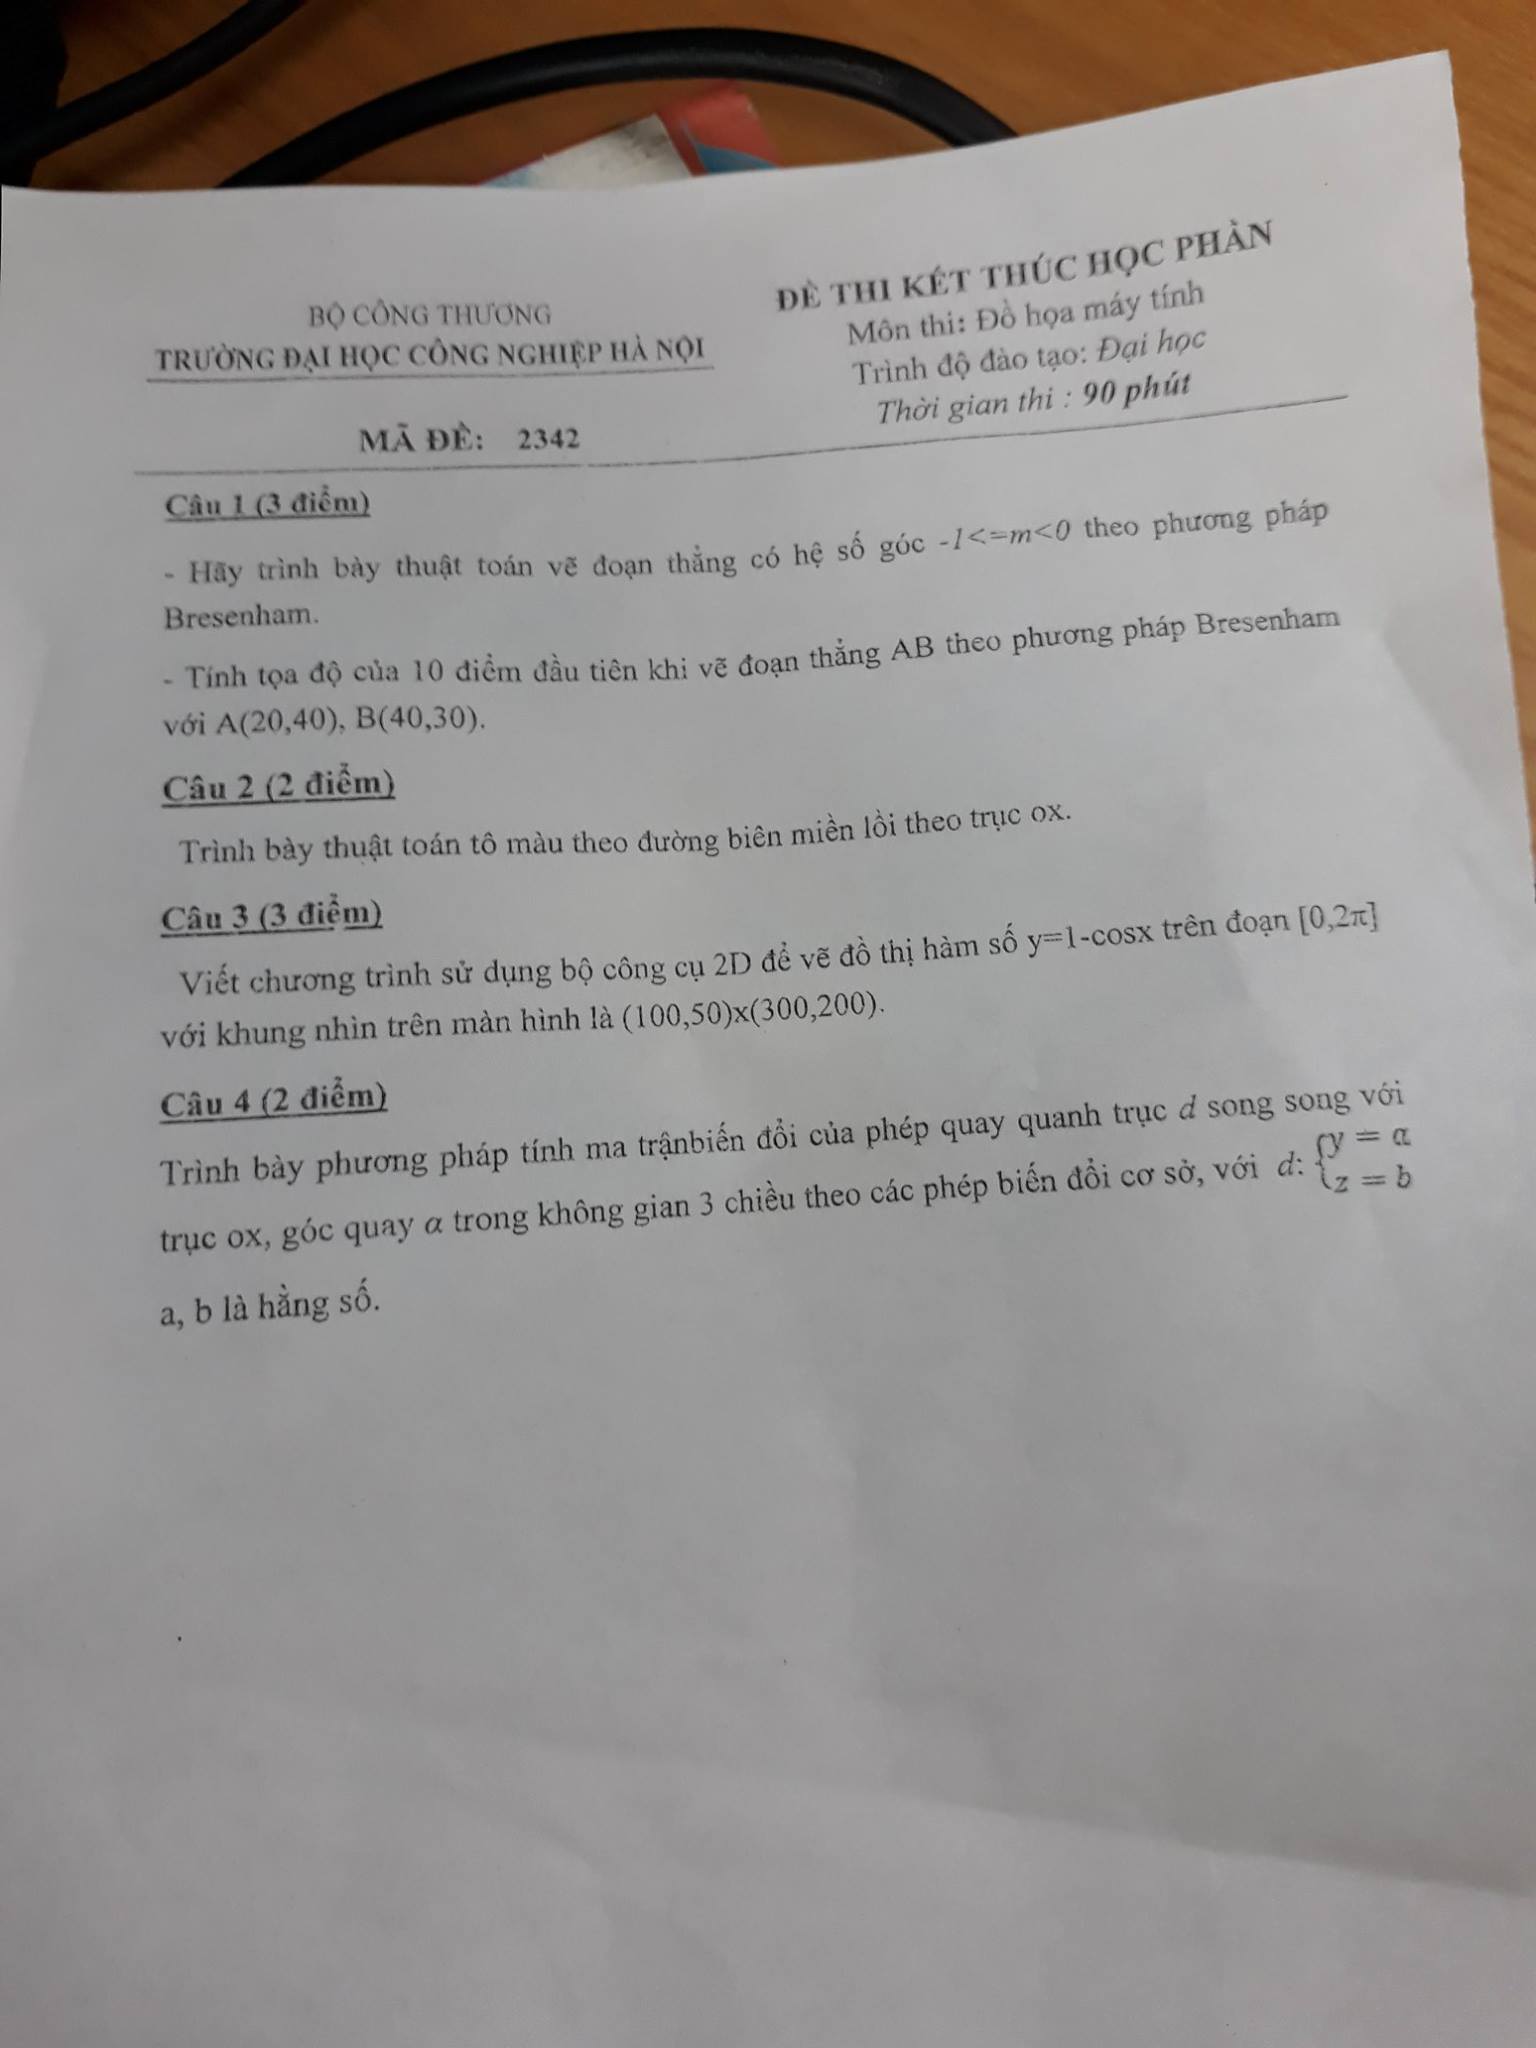 BỘ CÔNG THƯƠNG
TRƯỜNG ĐẠI HỌC CÔNG NGHIỆP HÀ NỘI
MÃ ĐỀ: 2342
ĐỀ THI KẾT THÚC HỌC PHẦN
Môn thi: Đồ họa máy tính
Trình độ đào tạo: Đại học
Thời gian thi : 90 phút
Câu 1 (3 điểm)
- Hãy trình bày thuật toán vẽ đoạn thẳng có hệ số góc -1<=m<0 theo phương pháp
Bresenham.
- Tính tọa độ của 10 điểm đầu tiên khi vẽ đoạn thẳng AB theo phương pháp Bresenham
với A(20,40), B(40,30).
Câu 2 (2 điểm)
Trình bày thuật toán tô màu theo đường biên miền lồi theo trục ox.
Câu 3 (3 điểm)
Viết chương trình sử dụng bộ công cụ 2D để vẽ đồ thị hàm số y=1-cosx trên đoạn [0,2π]
với khung nhìn trên màn hình là (100,50)x(300,200).
Câu 4 (2 điểm)
Trình bày phương pháp tính ma trậnbiến đổi của phép quay quanh trục d song song với
trục ox, góc quay α trong không gian 3 chiều theo các phép biến đổi cơ sở, với d: {y = a
z = b
a, b là hằng số.